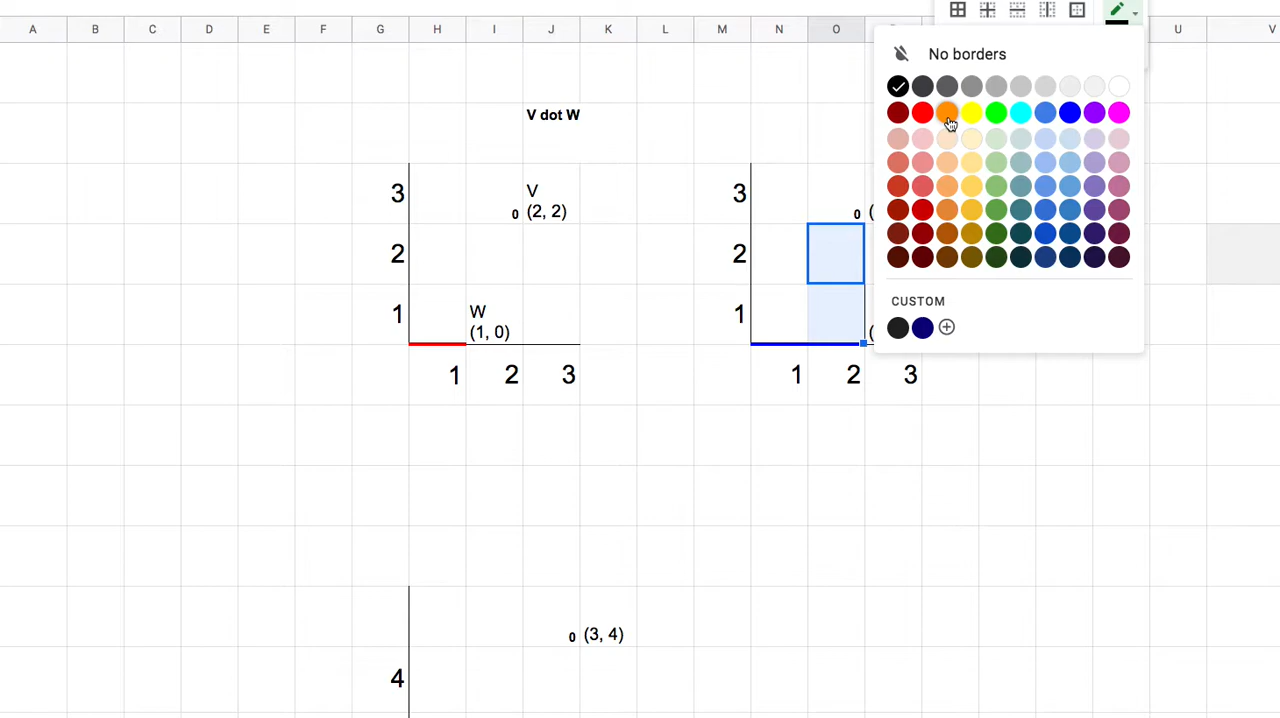 A B C D E F G H I J K L M N O U V
No borders
V dot W
3 V 3
0 (2, 2) 0 (
2 2
1 W 1
(1, 0) (
CUSTOM
1 2 3 1 2 3
0 (3, 4)
4